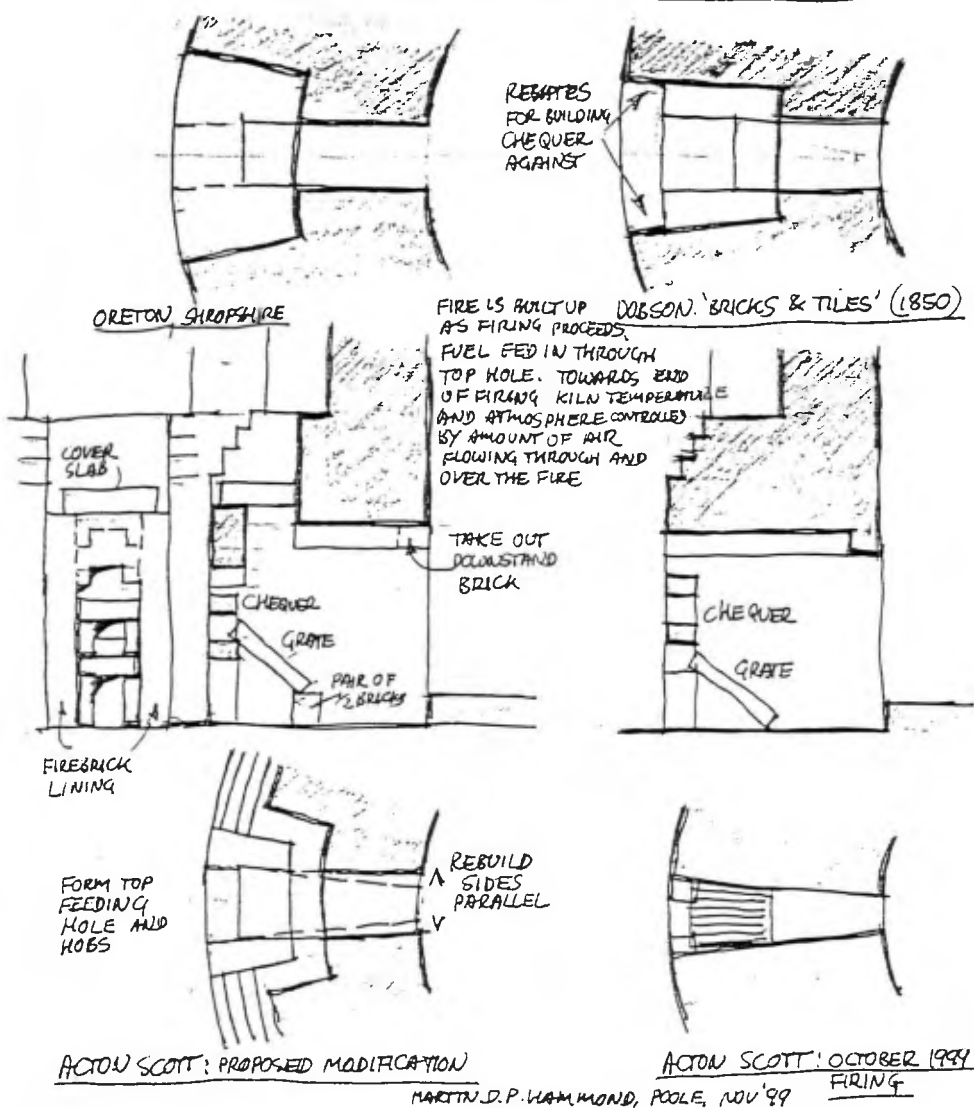 REBATES
FOR BUILDING
CHEQUER
AGAINST
ORETON SHROPSHIRE
DOBSON. 'BRICKS & TILES' (1850)
FIRE IS BUILT UP
AS FIRING PROCEEDS,
FUEL FEED IN THROUGH
TOP HOLE. TOWARDS END
OF FIRING KILN TEMPERATURE
AND ATMOSPHERE CONTROLLED
BY AMOUNT OF AIR
FLOWING THROUGH AND
OVER THE FIRE
COVER
SLAB
TAKE OUT
DOWNSTAND
BRICK
CHEQUER
GRATE
PAIR OF
½ BRICKS
CHEQUER
GRATE
FIREBRICK
LINING
FORM TOP
FEEDING
HOLE AND
HOBS
REBUILD
SIDES
PARALLEL
ACTON SCOTT: PROPOSED MODIFICATION
ACTON SCOTT: OCTOBER 1999
FIRING
MARTIN D.P. HAMMOND, POOLE, NOV '99